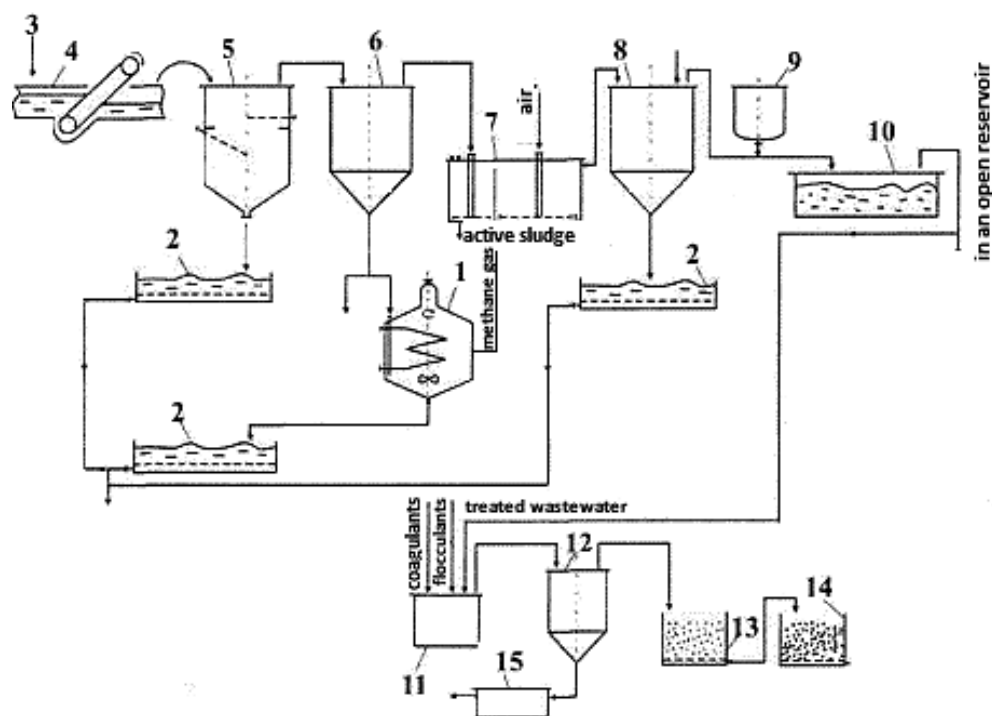 3
4
5
6
7
8
9
10
air
in an open reservoir
active sludge
2
1
methane gas
2
2
coagulants
flocculants
treated wastewater
11
12
13
14
15